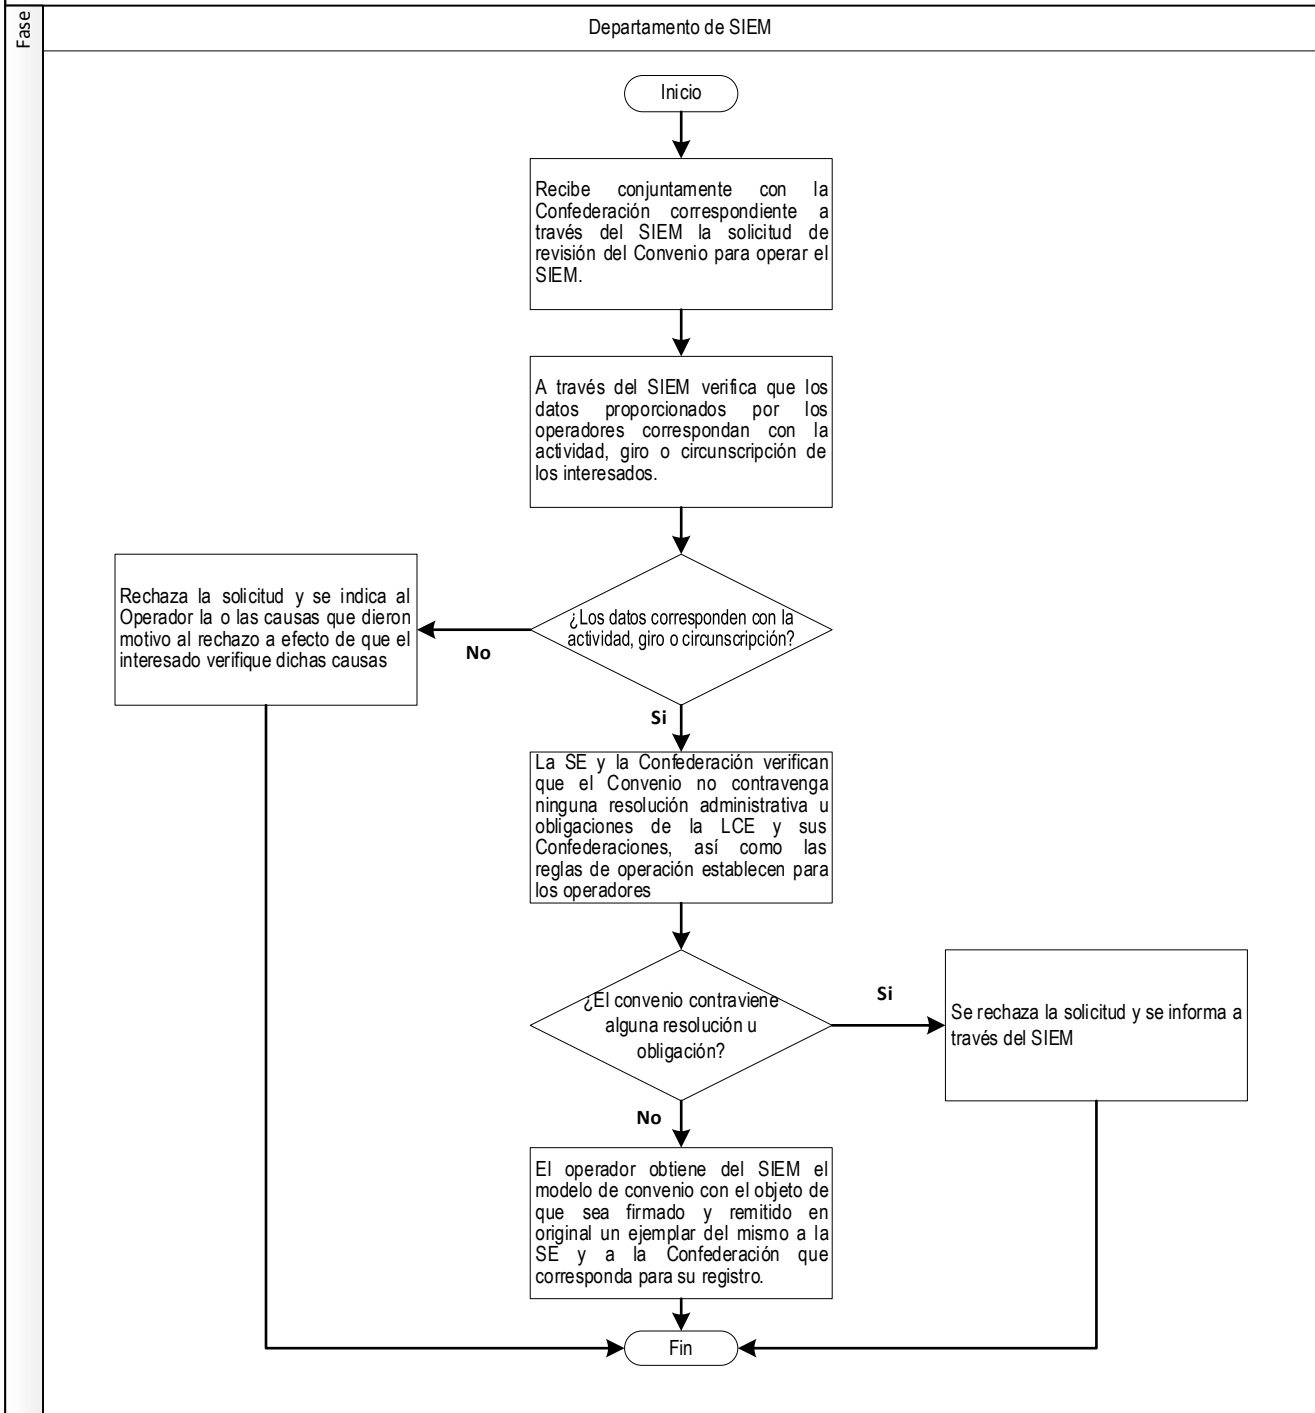 Fase
Departamento de SIEM
Inicio
Recibe conjuntamente con la
Confederación correspondiente a
través del SIEM la solicitud de
revisión del Convenio para operar el
SIEM.
A través del SIEM verifica que los
datos proporcionados por los
operadores correspondan con la
actividad, giro o circunscripción de
los interesados.
¿Los datos corresponden con la
actividad, giro o circunscripción?
No
Rechaza la solicitud y se indica al
Operador la o las causas que dieron
motivo al rechazo a efecto de que el
interesado verifique dichas causas
Si
La SE y la Confederación verifican
que el Convenio no contravenga
ninguna resolución administrativa u
obligaciones de la LCE y sus
Confederaciones, así como las
reglas de operación establecen para
los operadores
¿El convenio contraviene
alguna resolución u
obligación?
Si
Se rechaza la solicitud y se informa a
través del SIEM
No
El operador obtiene del SIEM el
modelo de convenio con el objeto de
que sea firmado y remitido en
original un ejemplar del mismo a la
SE y a la Confederación que
corresponda para su registro.
Fin